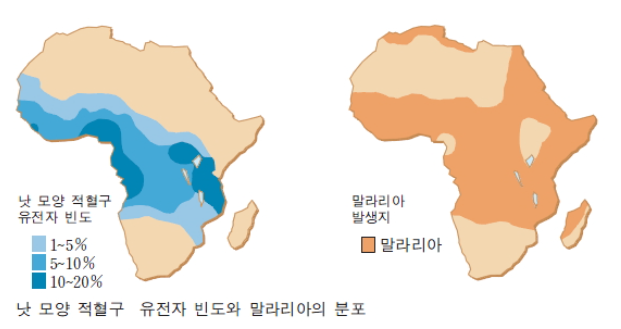 낫 모양 적혈구
유전자 빈도
1~5%
5~10%
10~20%
말라리아
발생지
말라리아
낫 모양 적혈구 유전자 빈도와 말라리아의 분포